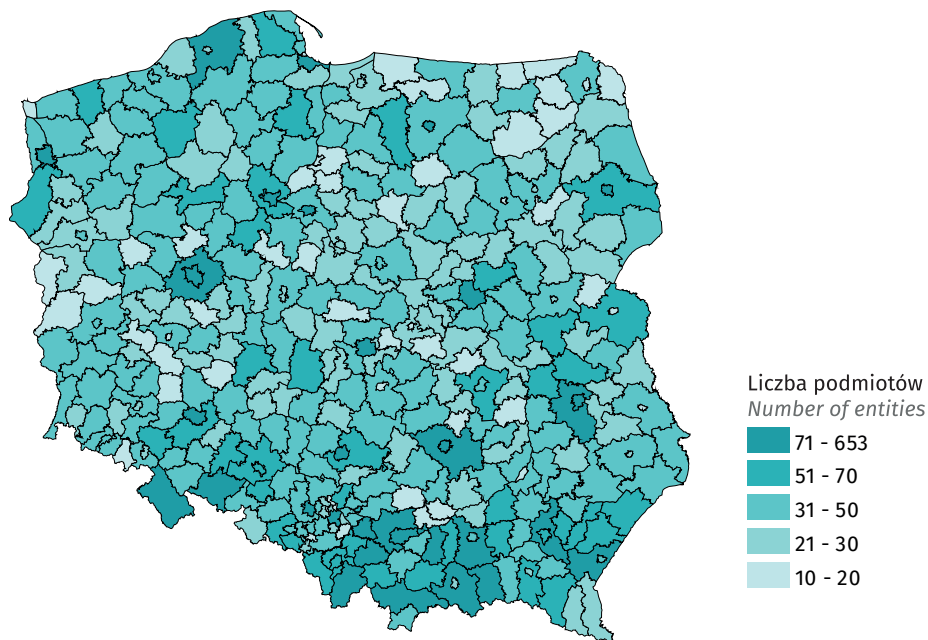 Liczba podmiotów
Number of entities
71 - 653
51 - 70
31 - 50
21 - 30
10 - 20